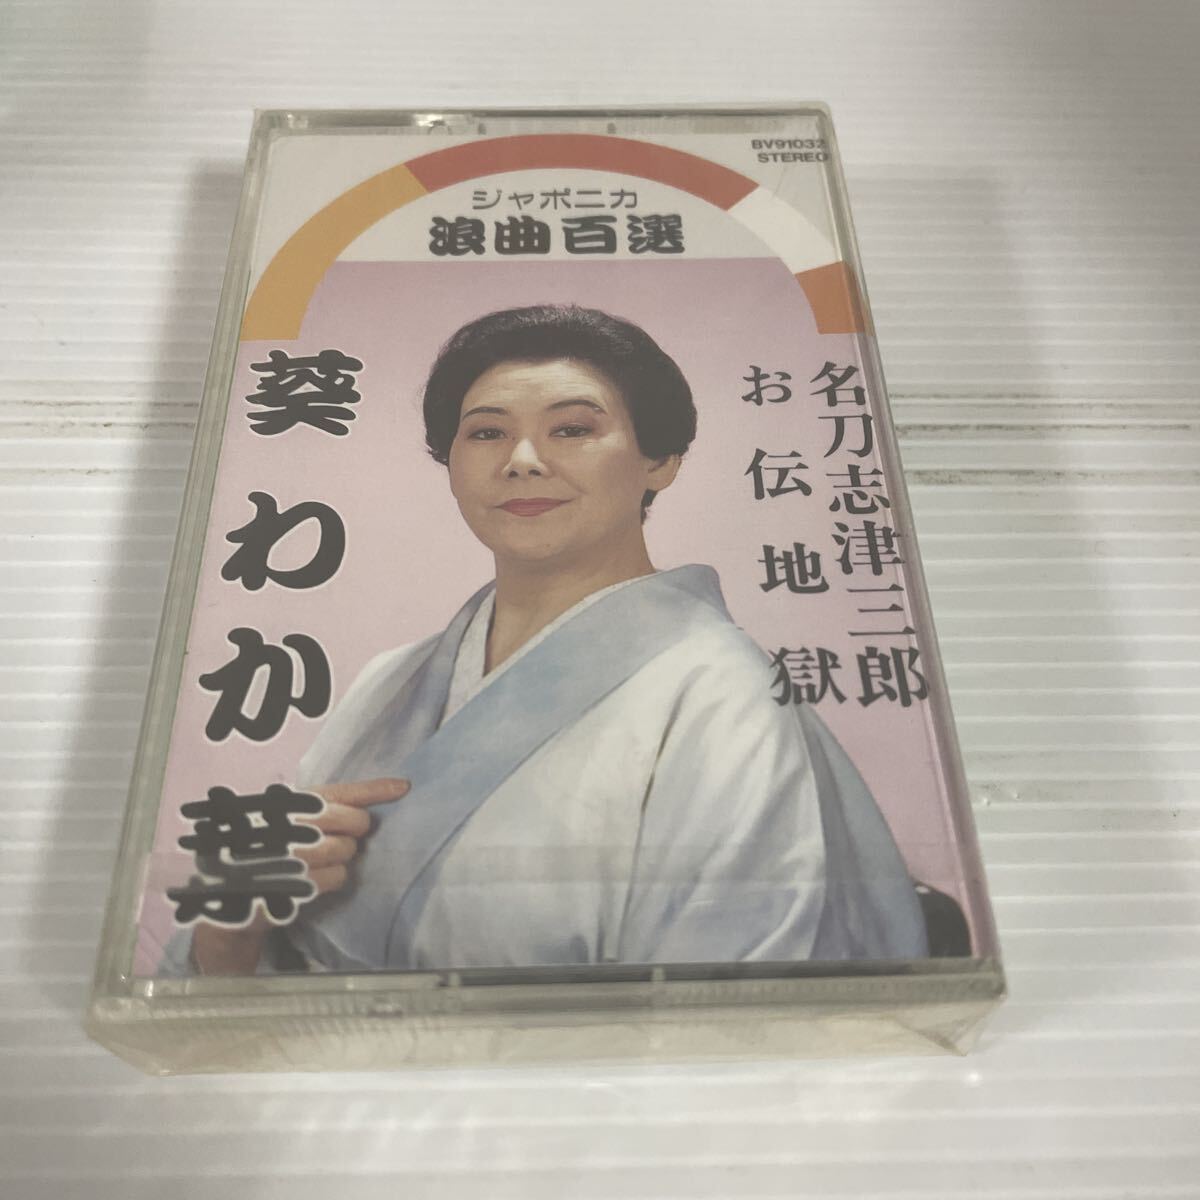 BV91032
STEREO
ジャポニカ
浪曲百選
名刀志津三郎
お伝地獄
葵わか葉